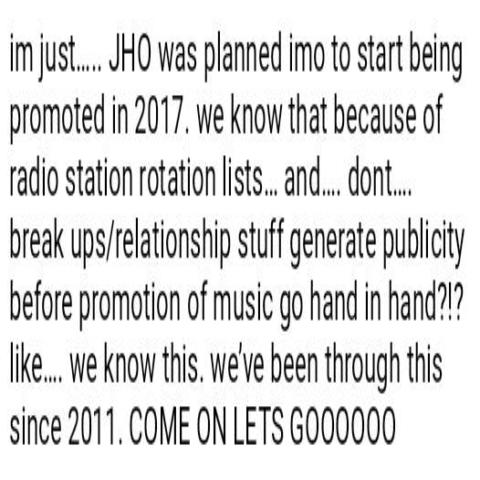 im just..... JHO was planned imo to start being
promoted in 2017. we know that because of
radio station rotation lists... and.... dont....
break ups/relationship stuff generate publicity
before promotion of music go hand in hand?!?
like.... we know this. we've been through this
since 2011. COME ON LETS GOOOOOOO